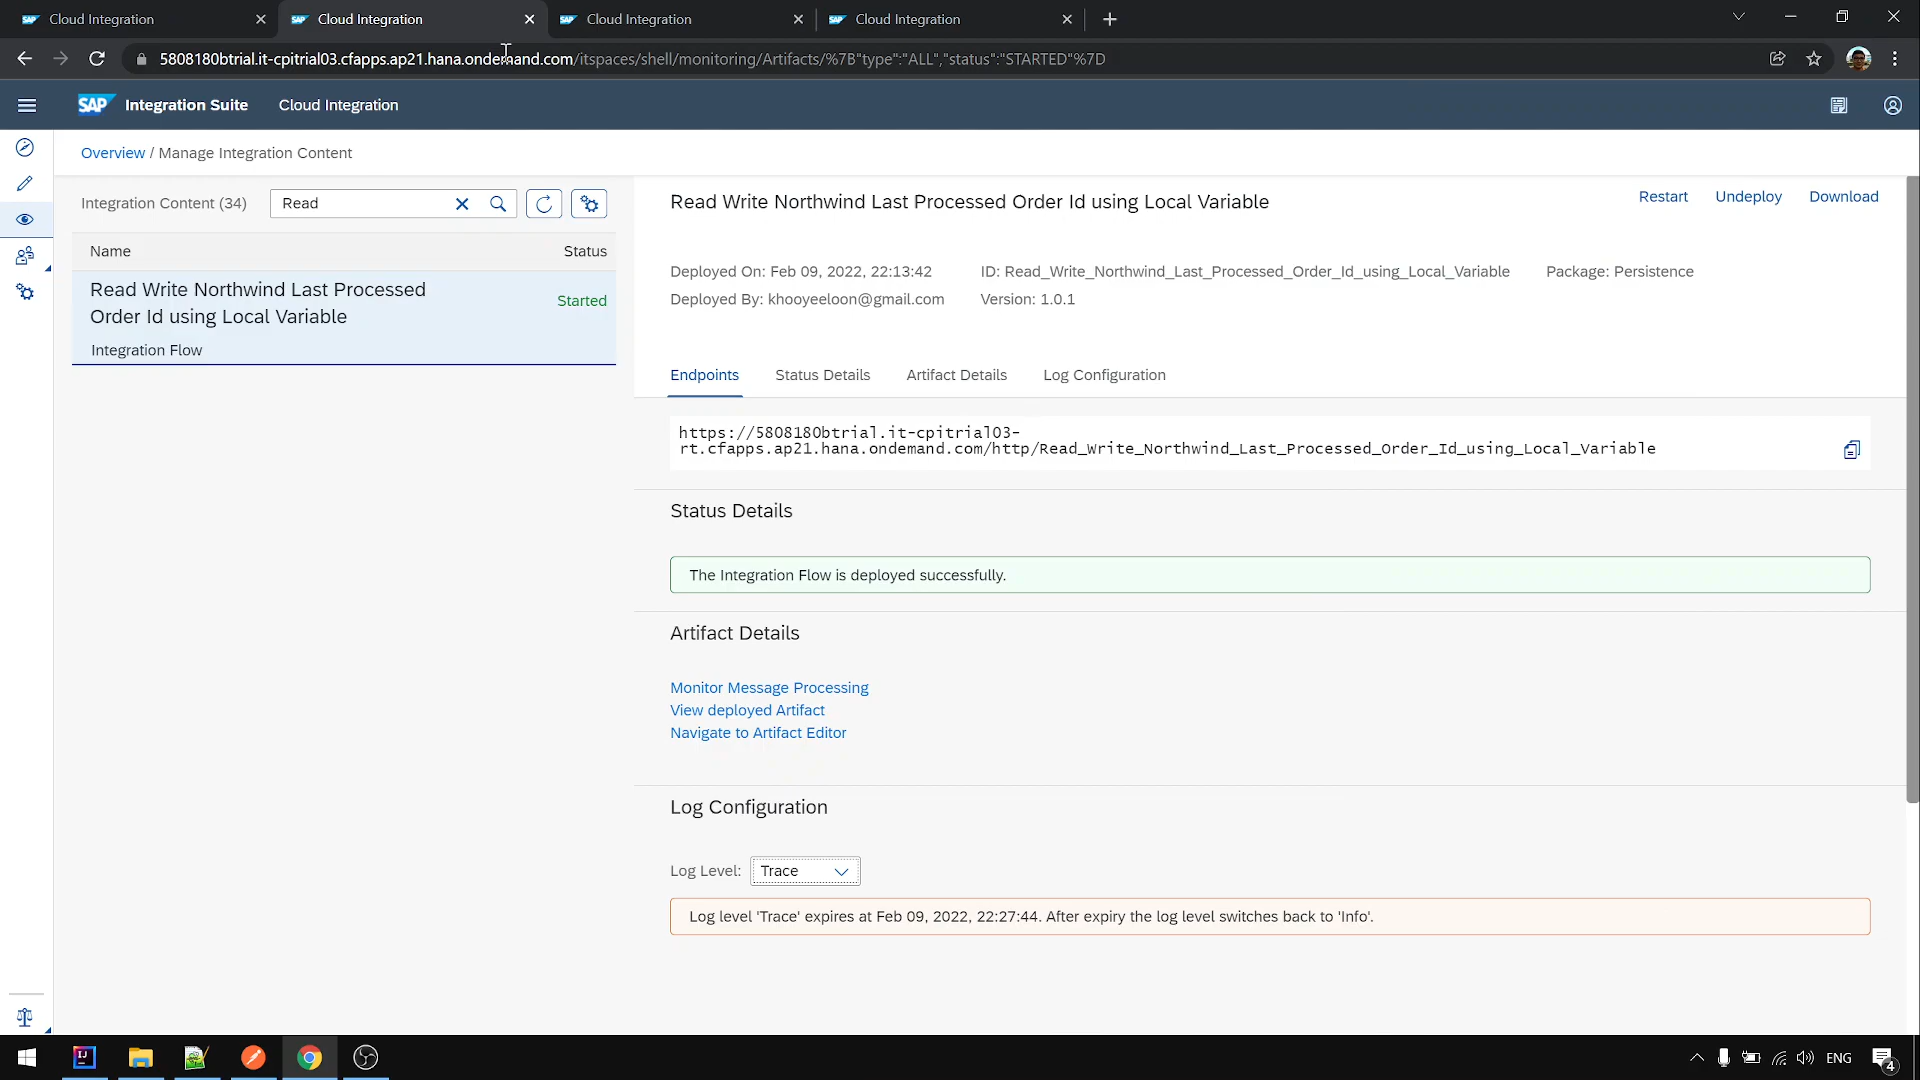 SAP Cloud Integration
SAP Cloud Integration
SAP Cloud Integration
SAP Cloud Integration
5808180btrial.it-cpitrial03.cfapps.ap21.hana.ondemand.com/itspaces/shell/monitoring/Artifacts/%7B"type":"ALL","status":"STARTED"%7D
SAP Integration Suite Cloud Integration
Overview / Manage Integration Content
Integration Content (34) Read
Name Status
Read Write Northwind Last Processed
Order Id using Local Variable
Started
Integration Flow
Read Write Northwind Last Processed Order Id using Local Variable
Restart Undeploy Download
Deployed On: Feb 09, 2022, 22:13:42 ID: Read_Write_Northwind_Last_Processed_Order_Id_using_Local_Variable Package: Persistence
Deployed By: khooyeeloon@gmail.com Version: 1.0.1
Endpoints Status Details Artifact Details Log Configuration
https://5808180btrial.it-cpitrial03-
rt.cfapps.ap21.hana.ondemand.com/http/Read_Write_Northwind_Last_Processed_Order_Id_using_Local_Variable
Status Details
The Integration Flow is deployed successfully.
Artifact Details
Monitor Message Processing
View deployed Artifact
Navigate to Artifact Editor
Log Configuration
Log Level: Trace
Log level 'Trace' expires at Feb 09, 2022, 22:27:44. After expiry the log level switches back to 'Info'.
IJ
ENG
4